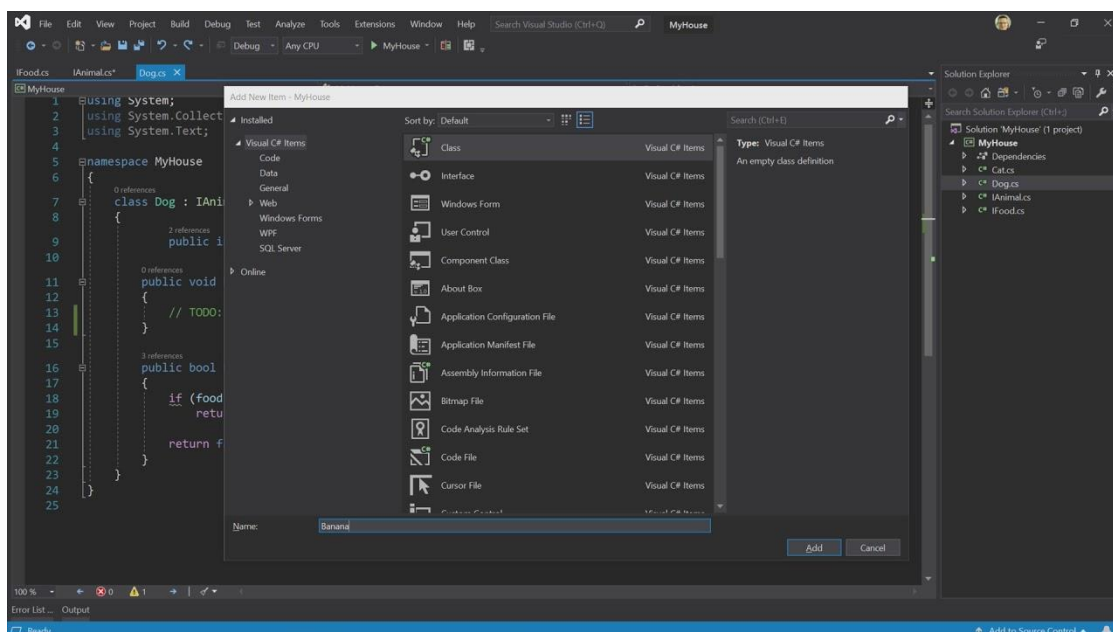 File Edit View Project Build Debug Test Analyze Tools Extensions Window Help Search Visual Studio (Ctrl+Q) MyHouse
Debug Any CPU MyHouse
IFood.cs IAnimal.cs* Dog.cs
MyHouse
1 using System;
2 using System.Collect
3 using System.Text;
4
5 namespace MyHouse
6 {
0 references
7 class Dog : IAni
8 {
2 references
9 public i
10
0 references
11 public void
12 {
13 // TODO:
14 }
15
3 references
16 public bool
17 {
18 if (food
19 retu
20
21 return f
22 }
23 }
24 }
25
Add New Item - MyHouse
Installed
Visual C# Items
Code
Data
General
Web
Windows Forms
WPF
SQL Server
Online
Sort by: Default
Search (Ctrl+E)
Class Visual C# Items
Interface Visual C# Items
Windows Form Visual C# Items
User Control Visual C# Items
Component Class Visual C# Items
About Box Visual C# Items
Application Configuration File Visual C# Items
Application Manifest File Visual C# Items
Assembly Information File Visual C# Items
Bitmap File Visual C# Items
Code Analysis Rule Set Visual C# Items
Code File Visual C# Items
Cursor File Visual C# Items
Custom Control Visual C# Items
Type: Visual C# Items
An empty class definition
Name: Banana
Add Cancel
Solution Explorer
Search Solution Explorer (Ctrl+;)
Solution 'MyHouse' (1 project)
MyHouse
Dependencies
C# Cat.cs
C# Dog.cs
C# IAnimal.cs
C# IFood.cs
100 % 0 1
Error List ... Output
Ready Add to Source Control